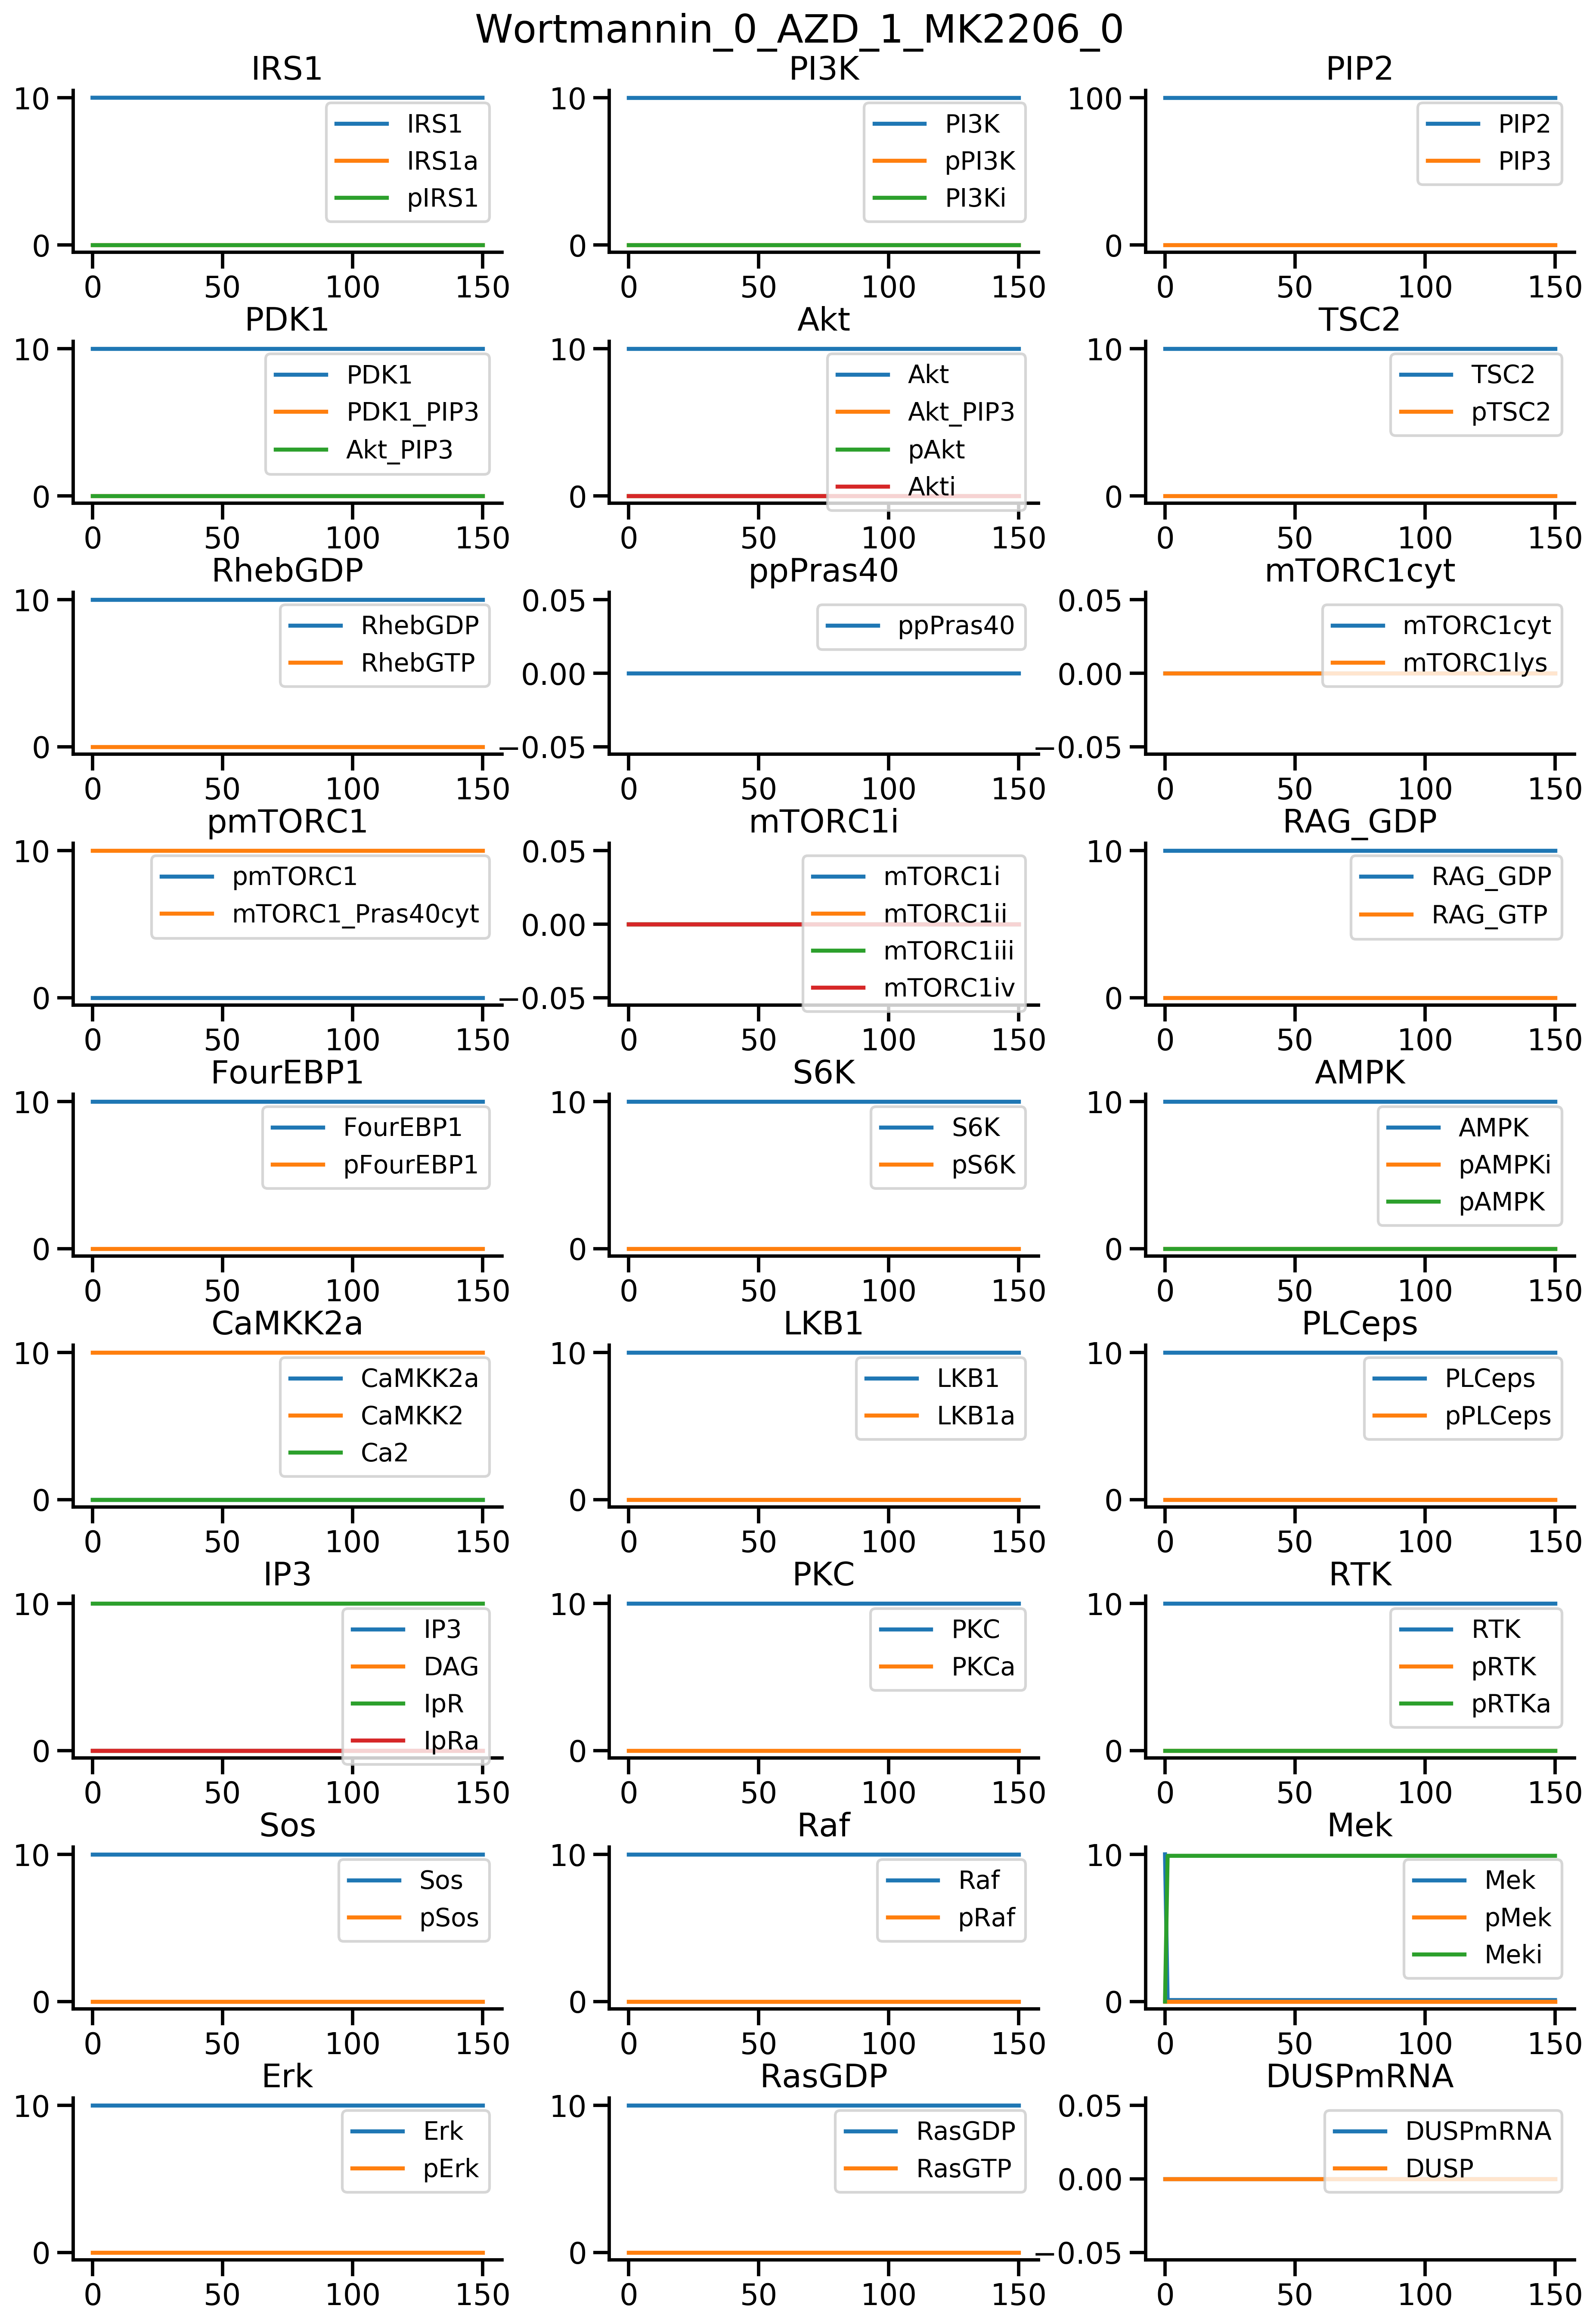 Wortmannin_0_AZD_1_MK2206_0
IRS1
10
0
0 50 100 150
IRS1
IRS1a
pIRS1
PI3K
10
0
0 50 100 150
PI3K
pPI3K
PI3Ki
PIP2
100
0
0 50 100 150
PIP2
PIP3
PDK1
10
0
0 50 100 150
PDK1
PDK1_PIP3
Akt_PIP3
Akt
10
0
0 50 100 150
Akt
Akt_PIP3
pAkt
Akti
TSC2
10
0
0 50 100 150
TSC2
pTSC2
RhebGDP
10
0
0 50 100 150
RhebGDP
RhebGTP
ppPras40
0.05
0.00
−0.05
0 50 100 150
ppPras40
mTORC1cyt
0.05
0.00
−0.05
0 50 100 150
mTORC1cyt
mTORC1lys
pmTORC1
10
0
0 50 100 150
pmTORC1
mTORC1_Pras40cyt
mTORC1i
0.05
0.00
−0.05
0 50 100 150
mTORC1i
mTORC1ii
mTORC1iii
mTORC1iv
RAG_GDP
10
0
0 50 100 150
RAG_GDP
RAG_GTP
FourEBP1
10
0
0 50 100 150
FourEBP1
pFourEBP1
S6K
10
0
0 50 100 150
S6K
pS6K
AMPK
10
0
0 50 100 150
AMPK
pAMPKi
pAMPK
CaMKK2a
10
0
0 50 100 150
CaMKK2a
CaMKK2
Ca2
LKB1
10
0
0 50 100 150
LKB1
LKB1a
PLCeps
10
0
0 50 100 150
PLCeps
pPLCeps
IP3
10
0
0 50 100 150
IP3
DAG
IpR
IpRa
PKC
10
0
0 50 100 150
PKC
PKCa
RTK
10
0
0 50 100 150
RTK
pRTK
pRTKa
Sos
10
0
0 50 100 150
Sos
pSos
Raf
10
0
0 50 100 150
Raf
pRaf
Mek
10
0
0 50 100 150
Mek
pMek
Meki
Erk
10
0
0 50 100 150
Erk
pErk
RasGDP
10
0
0 50 100 150
RasGDP
RasGTP
DUSPmRNA
0.05
0.00
−0.05
0 50 100 150
DUSPmRNA
DUSP